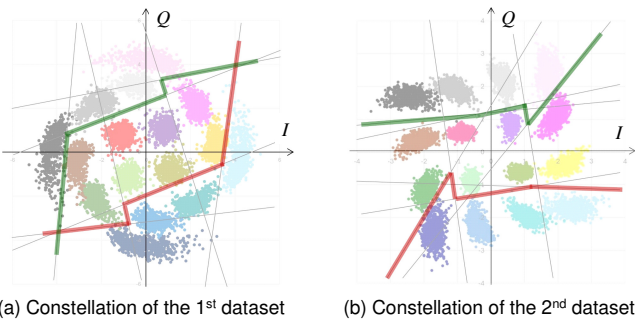 Q
Q
I
I
(a) Constellation of the 1st dataset
(b) Constellation of the 2nd dataset